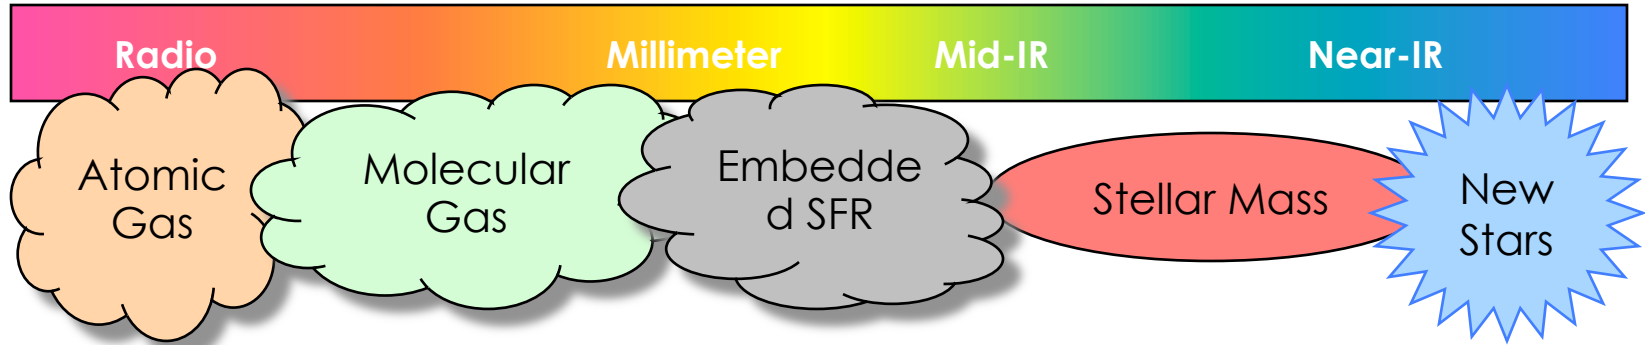 Radio Millimeter Mid-IR Near-IR
Atomic
Gas
Molecular
Gas
Embedde
d SFR
Stellar Mass
New
Stars